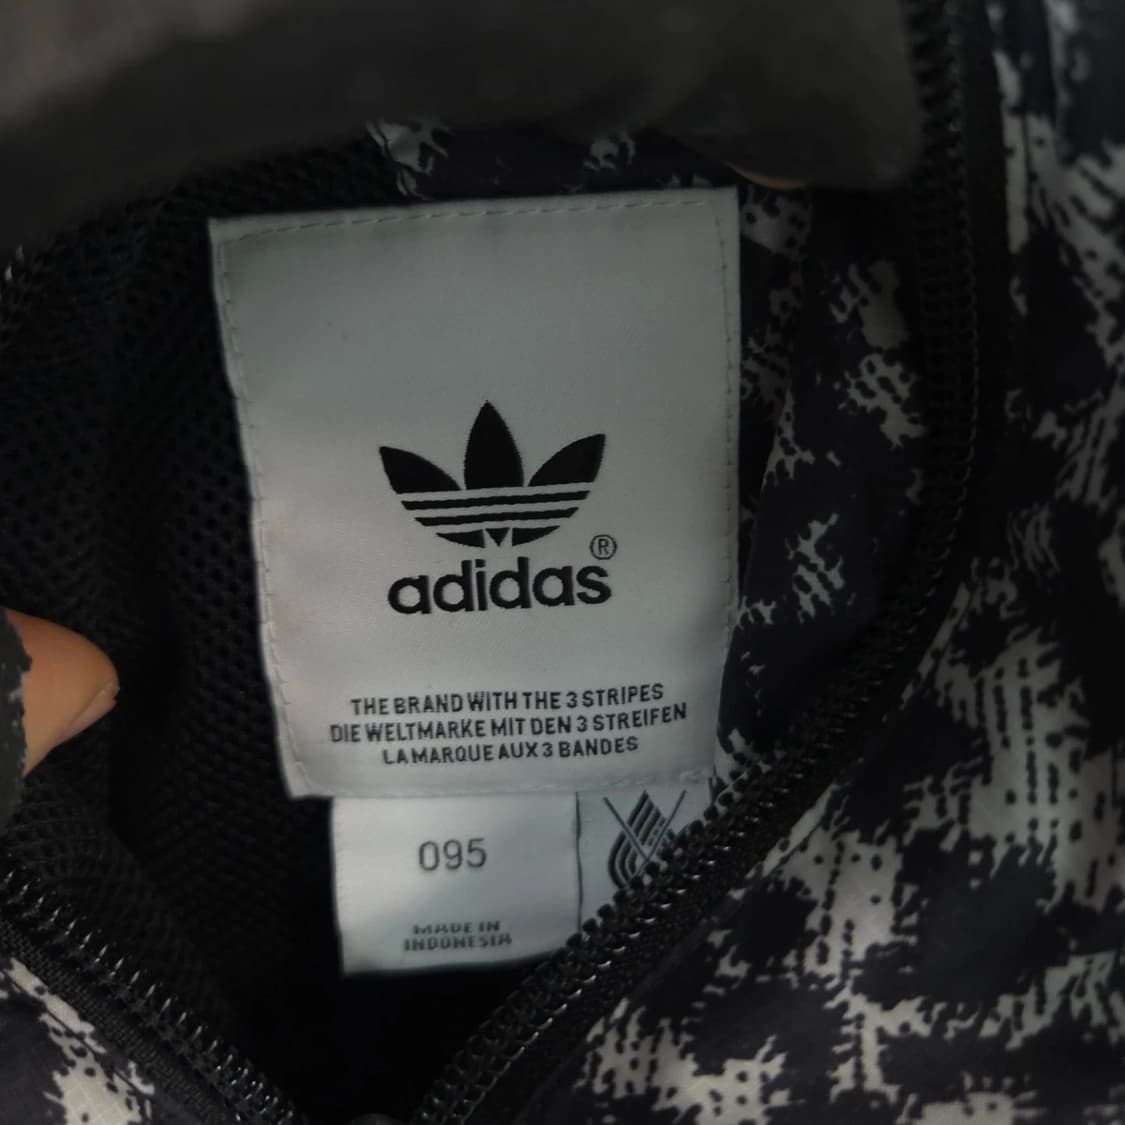 adidas®
THE BRAND WITH THE 3 STRIPES
DIE WELTMARKE MIT DEN 3 STREIFEN
LA MARQUE AUX 3 BANDES
095
MADE IN
INDONESIA